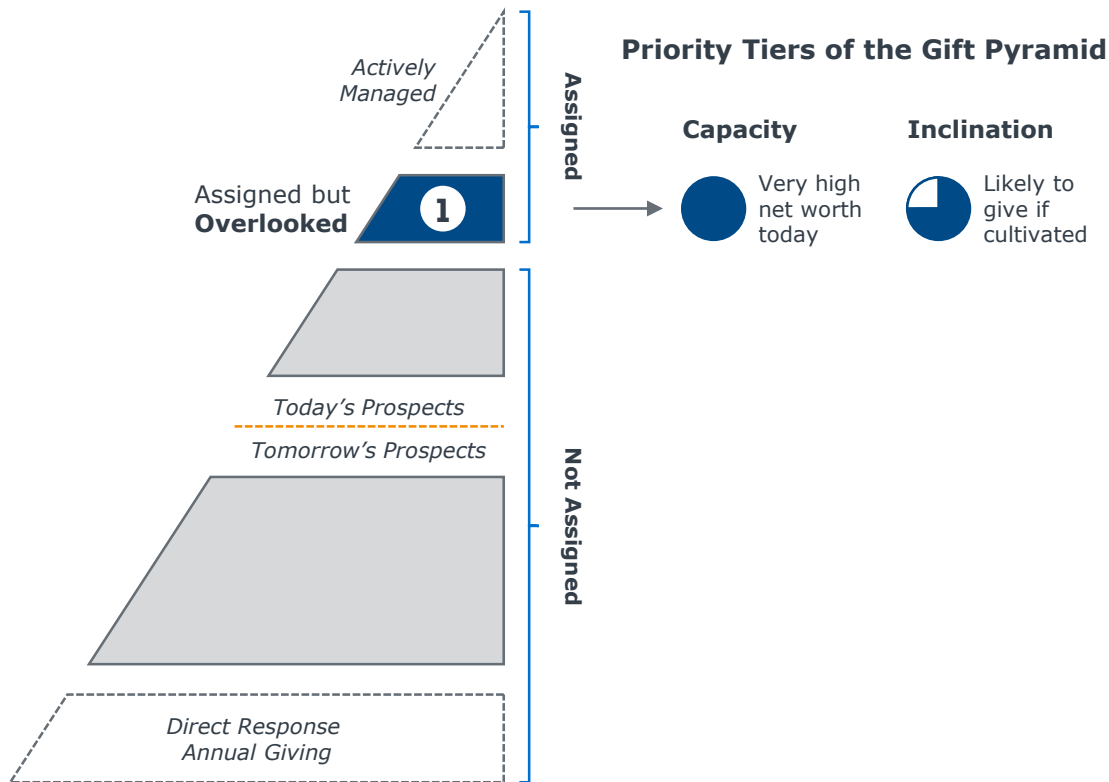 Priority Tiers of the Gift Pyramid
Actively
Managed
Assigned
Capacity
Inclination
Assigned but
Overlooked
1
Very high
net worth
today
Likely to
give if
cultivated
Today's Prospects
Tomorrow's Prospects
Not Assigned
Direct Response
Annual Giving